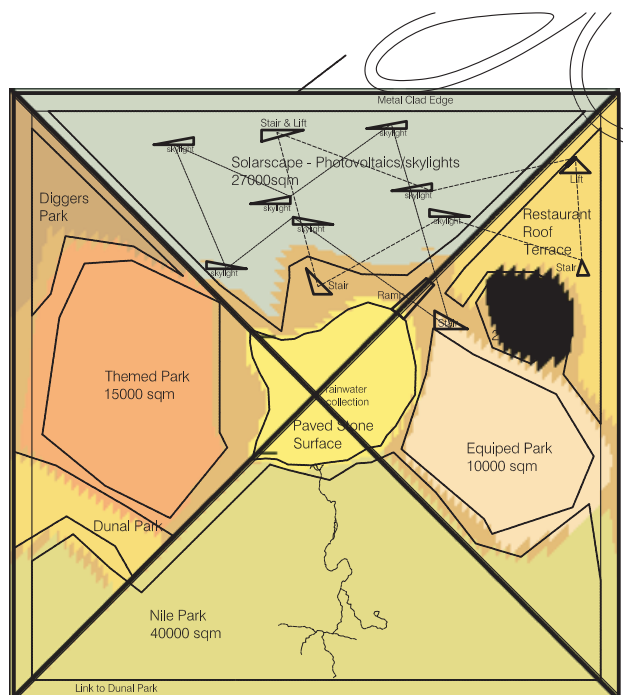 Metal Clad Edge
Stair & Lift
skylight
skylight
Solarscape - Photovoltaics/skylights
27000sqm
skylight
Lift
Diggers
Park
skylight
skylight
skylight
Restaurant
Roof
Terrace
skylight
Stair
Stair
Ramp
Stair
2
Themed Park
15000 sqm
rainwater
collection
Paved Stone
Surface
Equiped Park
10000 sqm
Dunal Park
Nile Park
40000 sqm
Link to Dunal Park